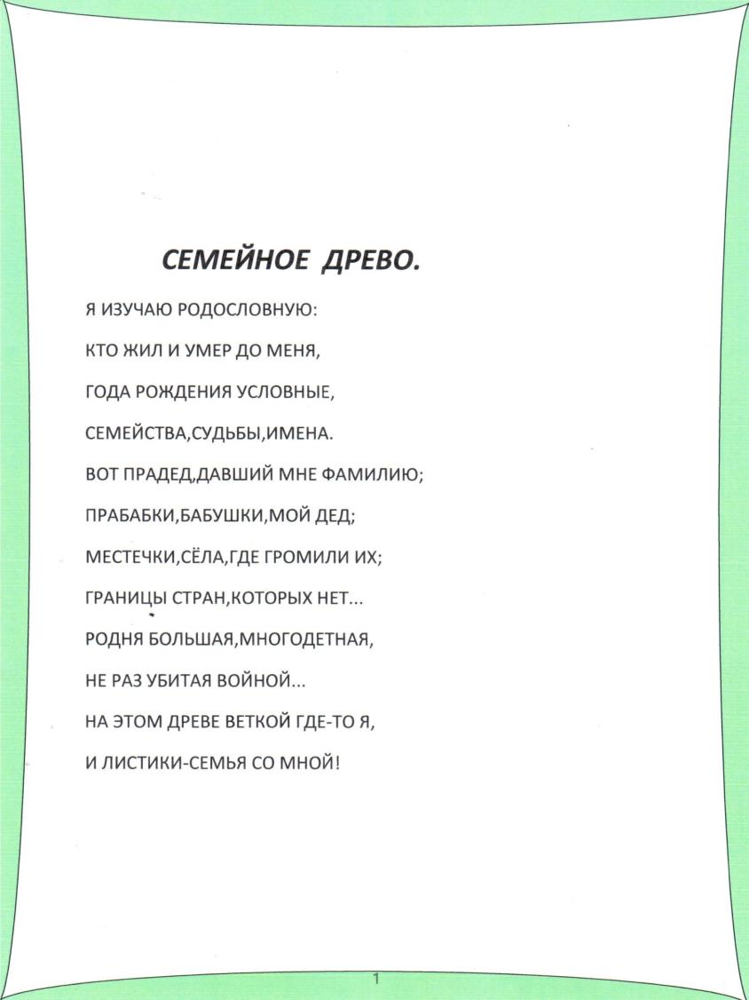 СЕМЕЙНОЕ ДРЕВО.
Я ИЗУЧАЮ РОДОСЛОВНУЮ:
КТО ЖИЛ И УМЕР ДО МЕНЯ,
ГОДА РОЖДЕНИЯ УСЛОВНЫЕ,
СЕМЕЙСТВА,СУДЬБЫ,ИМЕНА.
ВОТ ПРАДЕД,ДАВШИЙ МНЕ ФАМИЛИЮ;
ПРАБАБКИ,БАБУШКИ,МОЙ ДЕД;
МЕСТЕЧКИ,СЁЛА,ГДЕ ГРОМИЛИ ИХ;
ГРАНИЦЫ СТРАН,КОТОРЫХ НЕТ...
РОДНЯ БОЛЬШАЯ,МНОГОДЕТНАЯ,
НЕ РАЗ УБИТАЯ ВОЙНОЙ...
НА ЭТОМ ДРЕВЕ ВЕТКОЙ ГДЕ-ТО Я,
И ЛИСТИКИ-СЕМЬЯ СО МНОЙ!
1